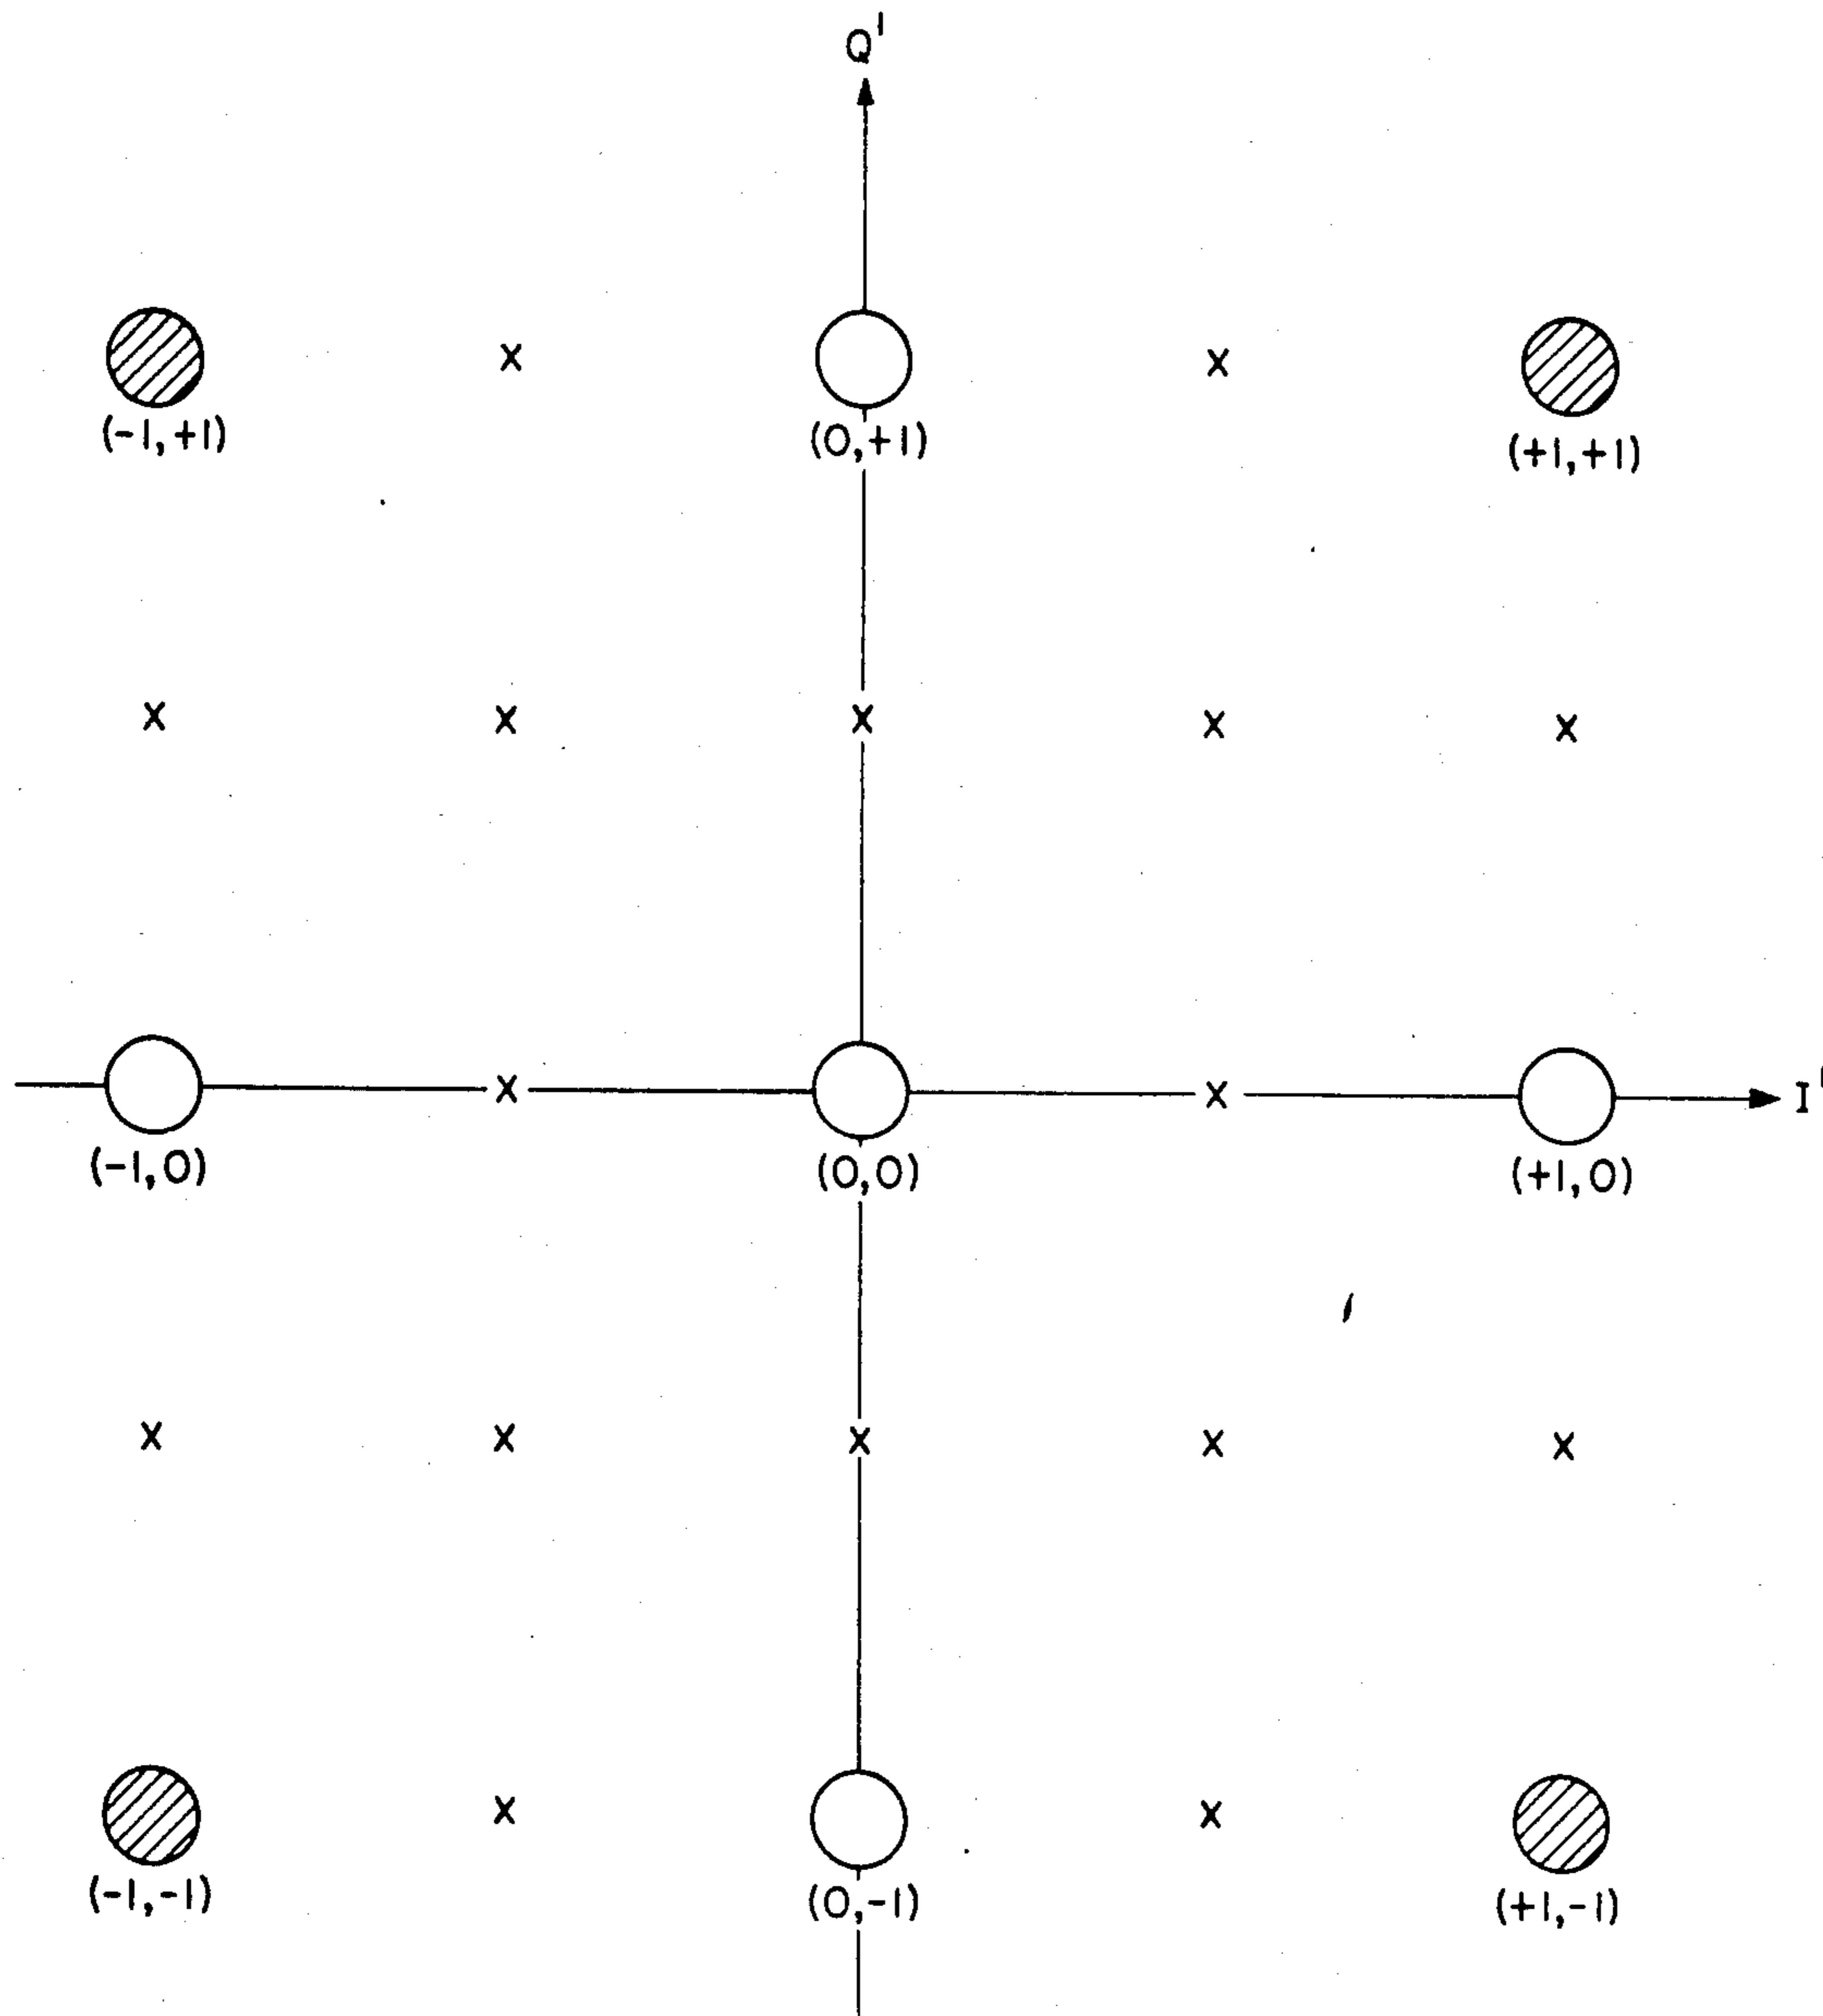 Q'
x x
(-1,+1) (0,+1) (+1,+1)
x x x x x
x x I'
(-1,0) (0,0) (+1,0)
x x x x x
x x
(-1,-1) (0,-1) (+1,-1)